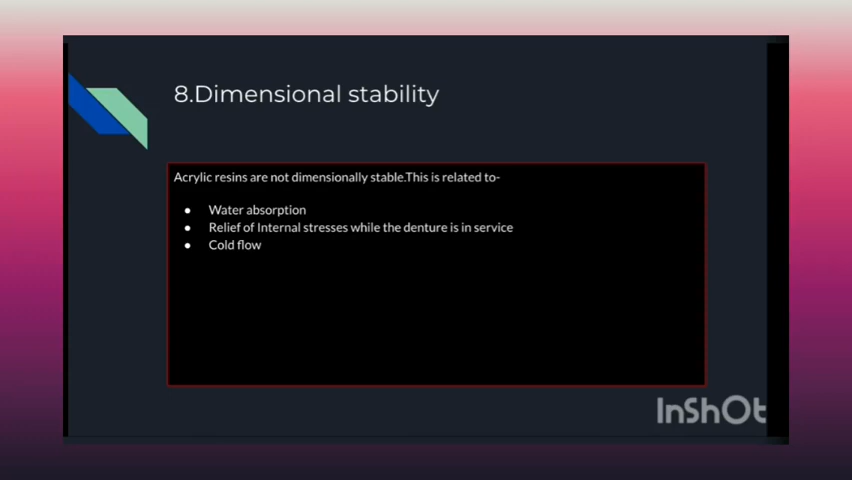 8.Dimensional stability
Acrylic resins are not dimensionally stable.This is related to-
● Water absorption
● Relief of Internal stresses while the denture is in service
● Cold flow
InShOt